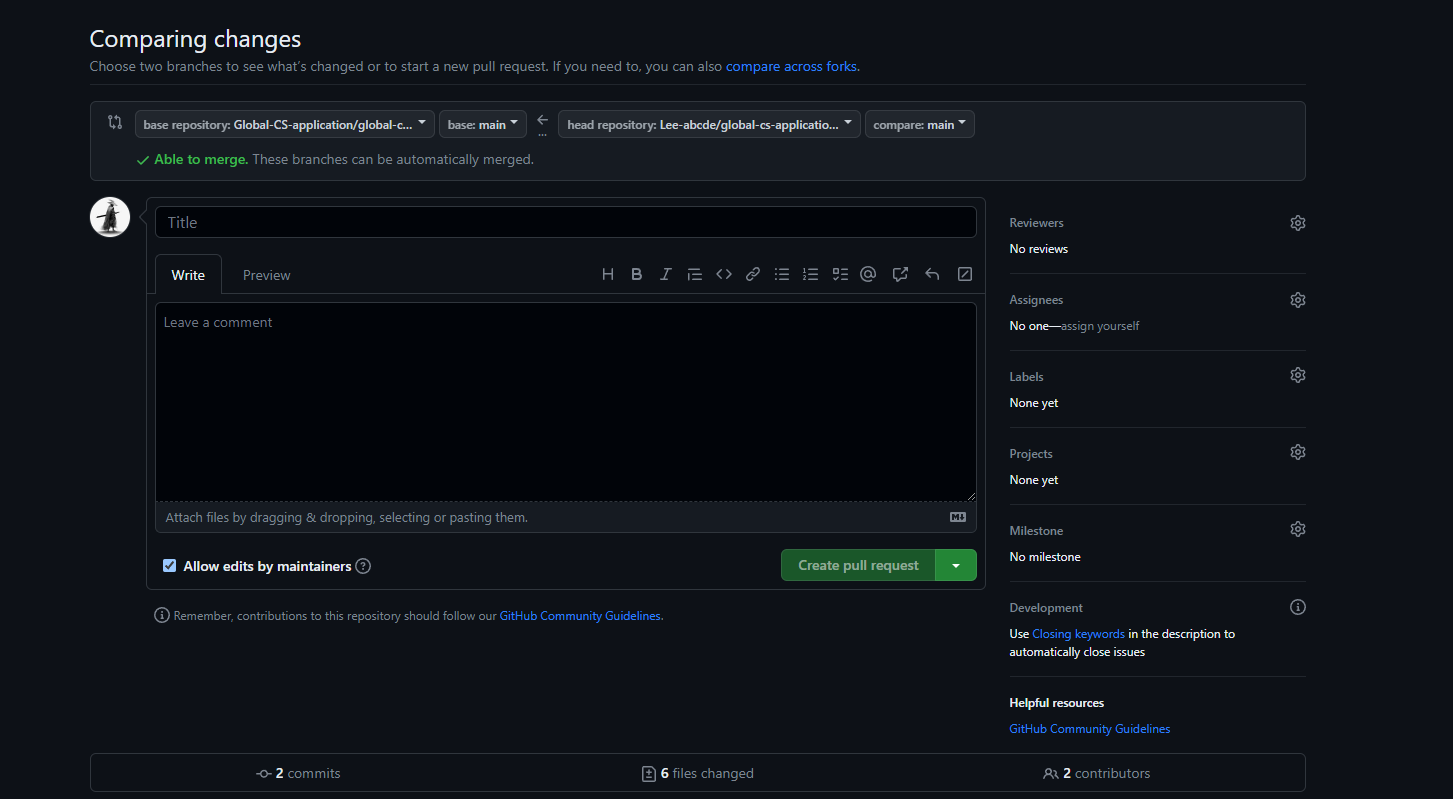 Comparing changes
Choose two branches to see what's changed or to start a new pull request. If you need to, you can also compare across forks.
base repository: Global-CS-application/global-c... base: main ... head repository: Lee-abcde/global-cs-applicatio... compare: main
Able to merge. These branches can be automatically merged.
Title
Write Preview
Leave a comment
Attach files by dragging & dropping, selecting or pasting them.
Allow edits by maintainers
Create pull request
Remember, contributions to this repository should follow our GitHub Community Guidelines.
Reviewers
No reviews
Assignees
No one—assign yourself
Labels
None yet
Projects
None yet
Milestone
No milestone
Development
Use Closing keywords in the description to
automatically close issues
Helpful resources
GitHub Community Guidelines
2 commits 6 files changed 2 contributors